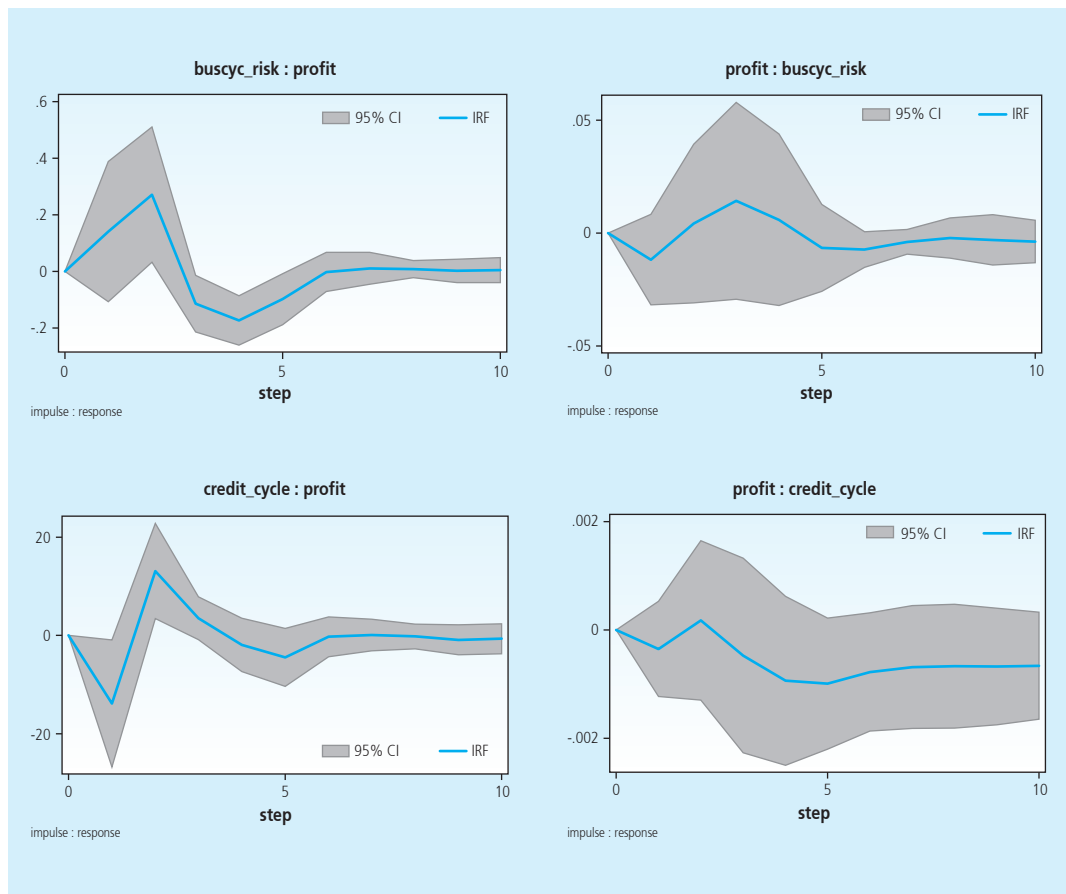 buscyc_risk : profit
.6
.4
.2
0
-.2
95% CI IRF
0 5 10
step
impulse : response
profit : buscyc_risk
.05
0
-.05
95% CI IRF
0 5 10
step
impulse : response
credit_cycle : profit
20
0
-20
95% CI IRF
0 5 10
step
impulse : response
profit : credit_cycle
.002
0
-.002
95% CI IRF
0 5 10
step
impulse : response